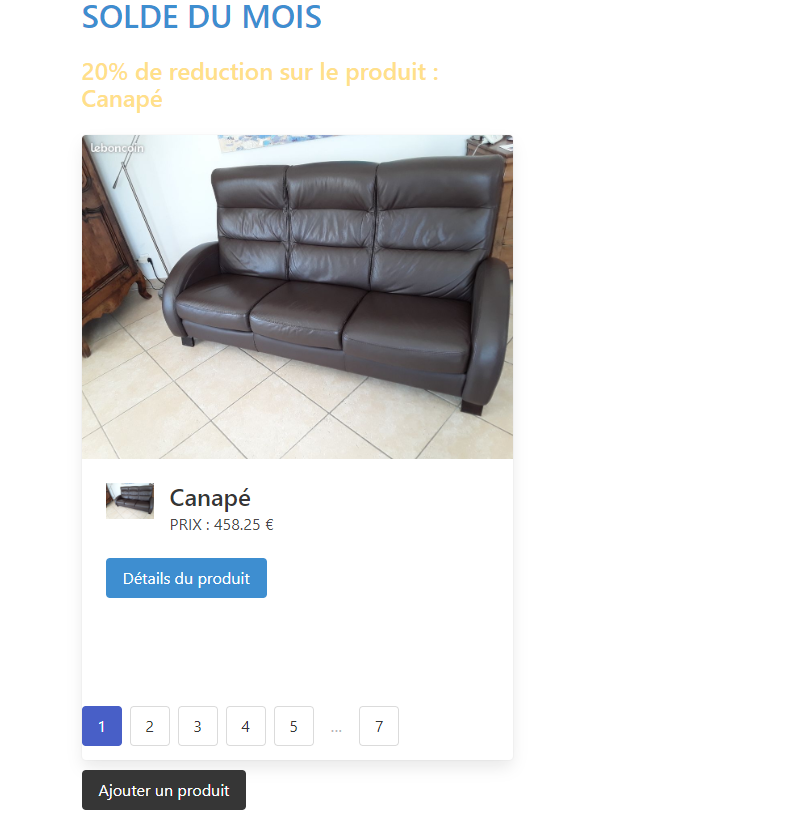 SOLDE DU MOIS
20% de reduction sur le produit :
Canapé
leboncoin
Canapé
PRIX : 458.25 €
Détails du produit
1 2 3 4 5 … 7
Ajouter un produit